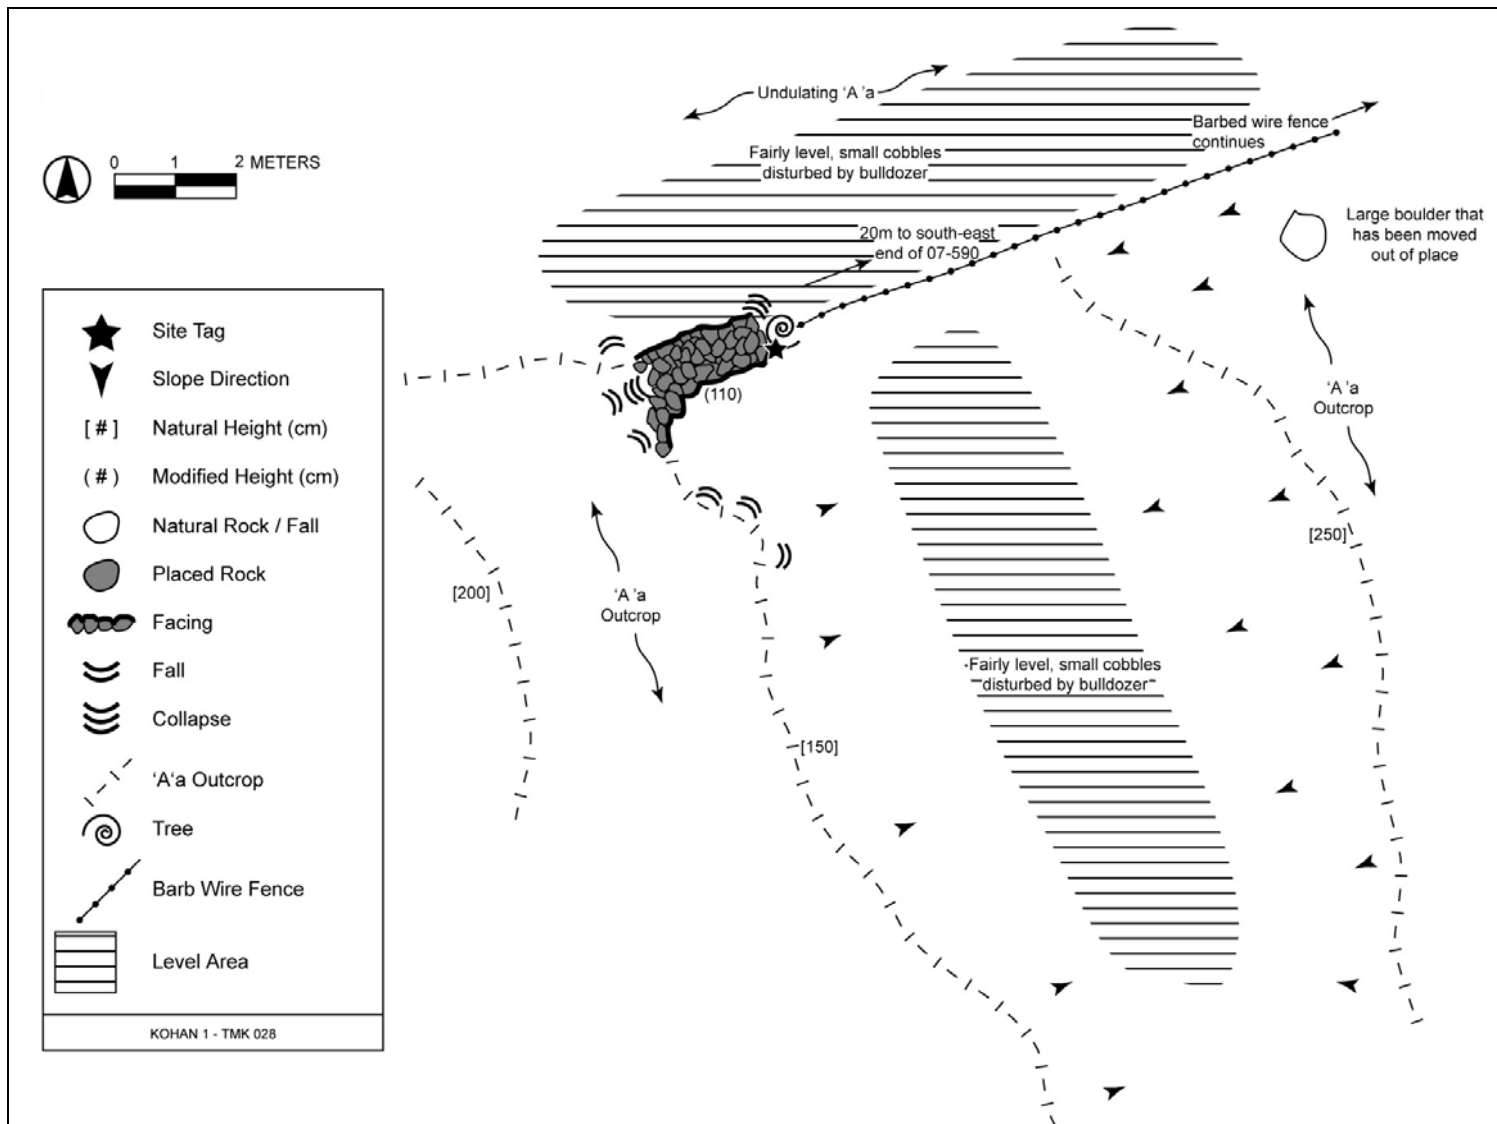 Undulating ‘A ’a
Barbed wire fence
continues
Fairly level, small cobbles
disturbed by bulldozer
0 1 2 METERS
Large boulder that
has been moved
out of place
20m to south-east
end of 07-590
Site Tag
Slope Direction
[ # ] Natural Height (cm)
( # ) Modified Height (cm)
Natural Rock / Fall
Placed Rock
Facing
Fall
Collapse
‘A‘a Outcrop
Tree
Barb Wire Fence
Level Area
KOHAN 1 - TMK 028
(110)
‘A ’a
Outcrop
[250]
[200]
‘A ’a
Outcrop
Fairly level, small cobbles
disturbed by bulldozer
[150]